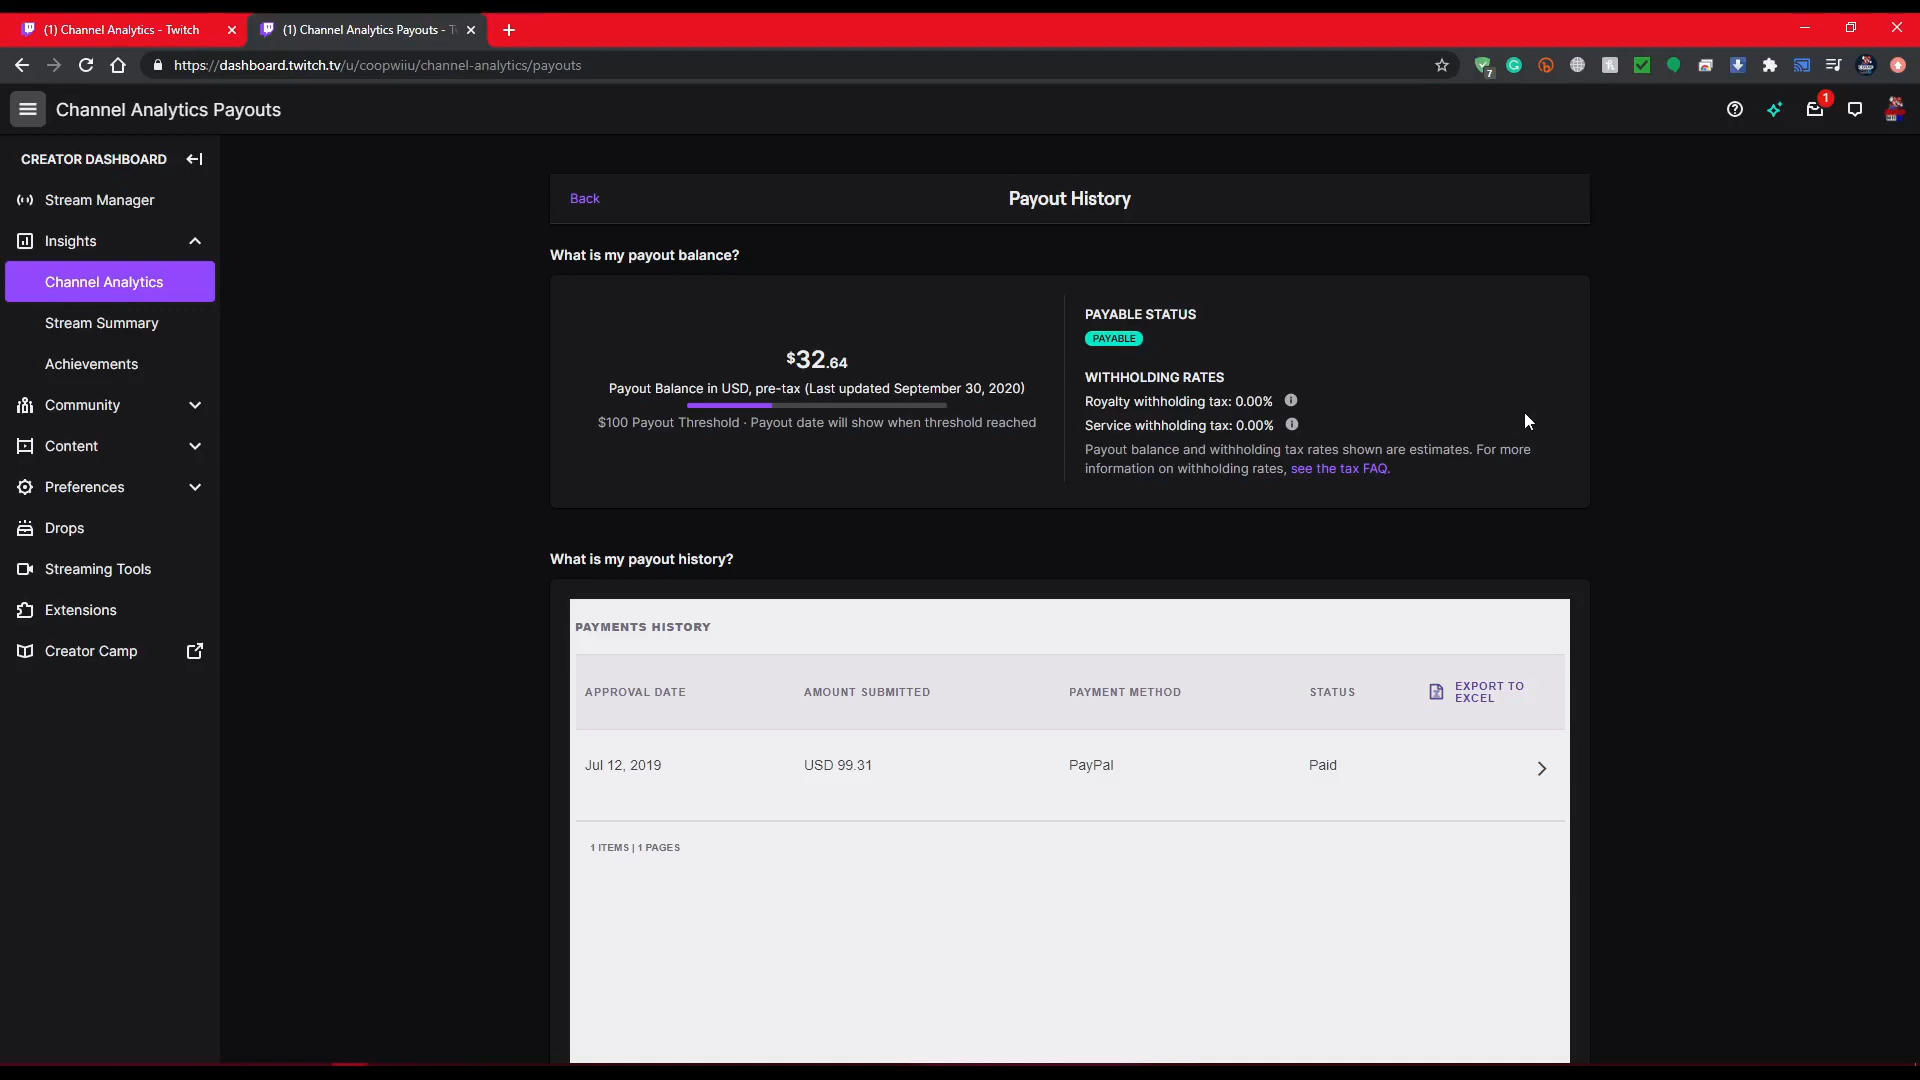 (1) Channel Analytics - Twitch
(1) Channel Analytics Payouts - Tw
https://dashboard.twitch.tv/u/coopwiiu/channel-analytics/payouts
7
Channel Analytics Payouts
1
CREATOR DASHBOARD
Stream Manager
Insights
Channel Analytics
Stream Summary
Achievements
Community
Content
Preferences
Drops
Streaming Tools
Extensions
Creator Camp
Back
Payout History
What is my payout balance?
$32.64
Payout Balance in USD, pre-tax (Last updated September 30, 2020)
$100 Payout Threshold · Payout date will show when threshold reached
PAYABLE STATUS
PAYABLE
WITHHOLDING RATES
Royalty withholding tax: 0.00%
Service withholding tax: 0.00%
Payout balance and withholding tax rates shown are estimates. For more
information on withholding rates, see the tax FAQ.
What is my payout history?
PAYMENTS HISTORY
APPROVAL DATE AMOUNT SUBMITTED PAYMENT METHOD STATUS EXPORT TO
EXCEL
Jul 12, 2019 USD 99.31 PayPal Paid
1 ITEMS | 1 PAGES